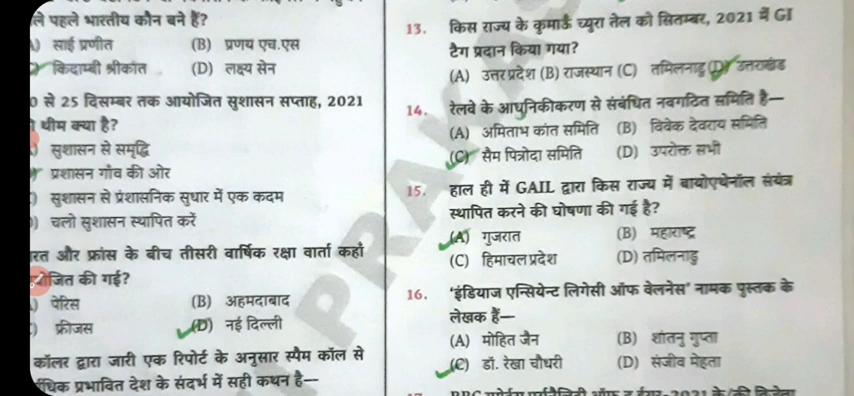 ले पहले भारतीय कौन बने हैं?
साई प्रणीत (B) प्रणय एच.एस
किदाम्बी श्रीकांत (D) लक्ष्य सेन
0 से 25 दिसम्बर तक आयोजित सुशासन सप्ताह, 2021
थीम क्या है?
सुशासन से समृद्धि
प्रशासन गाँव की ओर
सुशासन से प्रंशासनिक सुधार में एक कदम
चलो सुशासन स्थापित करें
रत और फ्रांस के बीच तीसरी वार्षिक रक्षा वार्ता कहाँ
योजित की गई?
पेरिस (B) अहमदाबाद
फ्रीजस (D) नई दिल्ली
कॉलर द्वारा जारी एक रिपोर्ट के अनुसार स्पैम कॉल से
र्धिक प्रभावित देश के संदर्भ में सही कथन है—
13. किस राज्य के कुमाऊँ च्युरा तेल को सितम्बर, 2021 में GI
टैग प्रदान किया गया?
(A) उत्तर प्रदेश (B) राजस्थान (C) तमिलनाडु (D) उत्तराखंड
14. रेलवे के आधुनिकीकरण से संबंधित नवगठित समिति है—
(A) अमिताभ कांत समिति (B) विवेक देवराय समिति
(C) सैम पित्रोदा समिति (D) उपरोक्त सभी
15. हाल ही में GAIL द्वारा किस राज्य में बायोएथेनॉल संयंत्र
स्थापित करने की घोषणा की गई है?
(A) गुजरात (B) महाराष्ट्र
(C) हिमाचल प्रदेश (D) तमिलनाडु
16. 'इंडियाज एन्सियेन्ट लिगेसी ऑफ वेलनेस' नामक पुस्तक के
लेखक हैं—
(A) मोहित जैन (B) शांतनु गुप्ता
(C) डॉ. रेखा चौधरी (D) संजीव मेहता